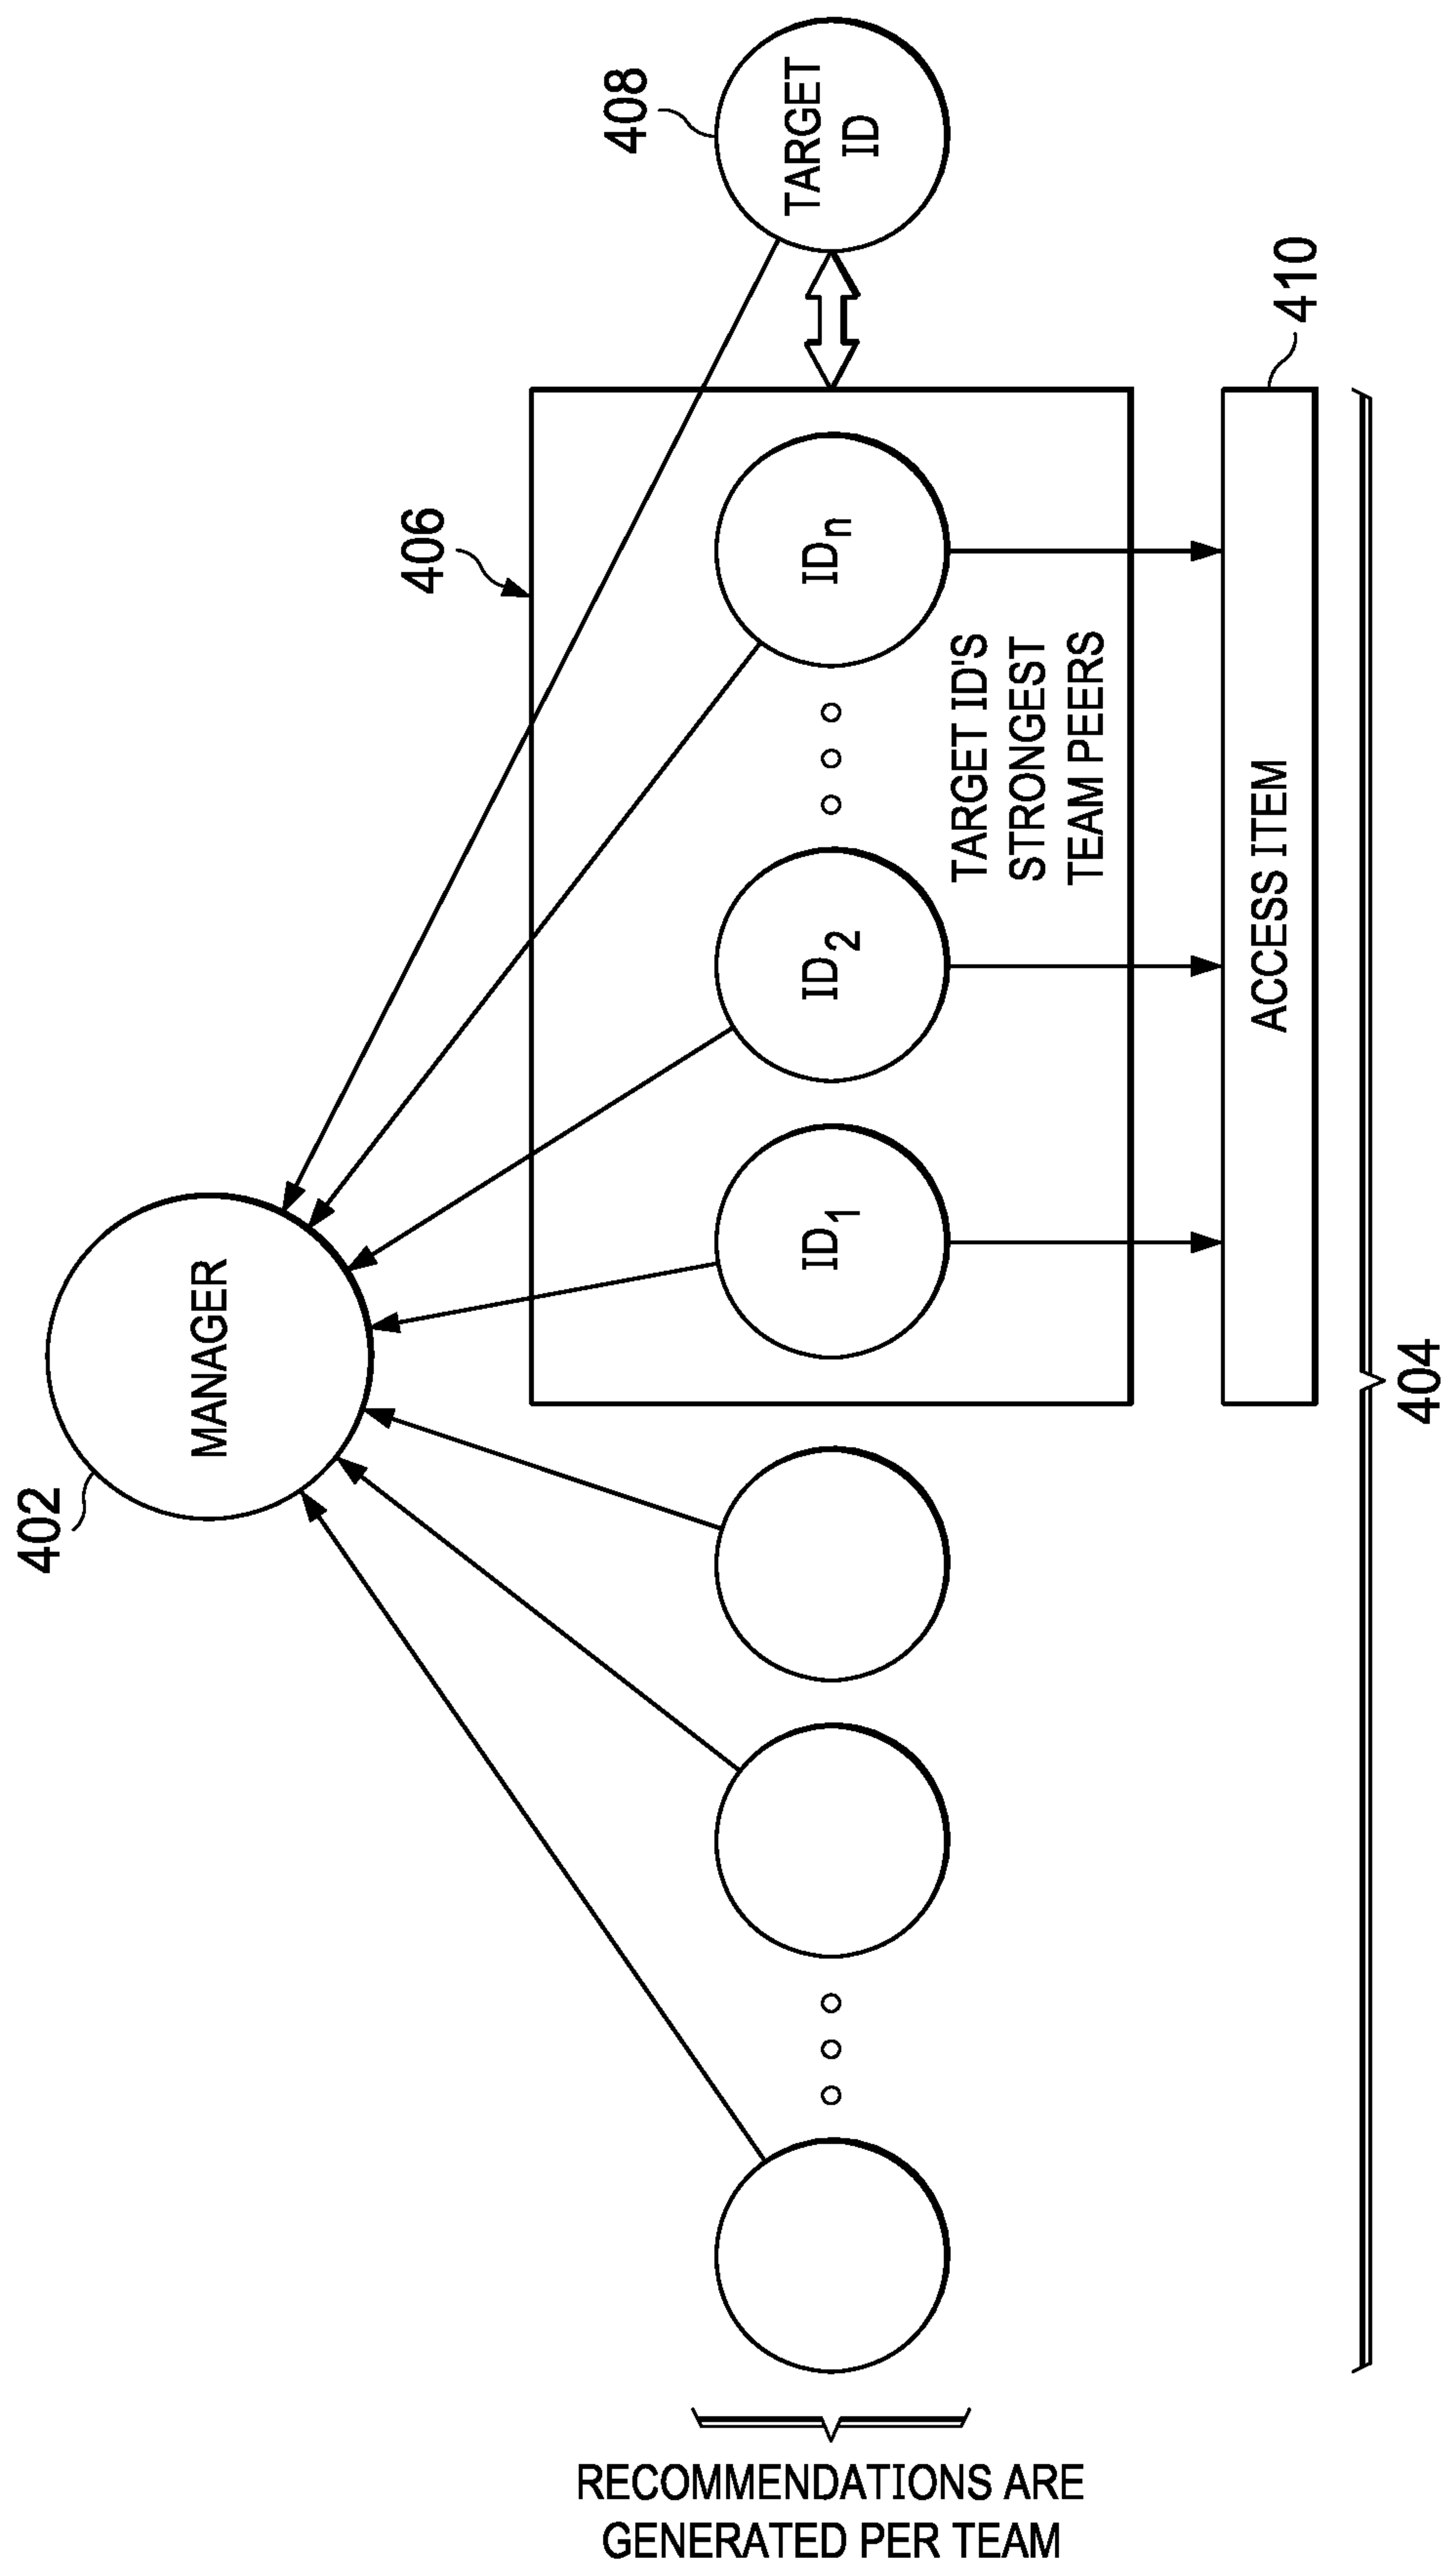 402
MANAGER
406
408
TARGET
ID
ID1
ID2
IDn
TARGET ID'S
STRONGEST
TEAM PEERS
ACCESS ITEM
410
404
RECOMMENDATIONS ARE
GENERATED PER TEAM